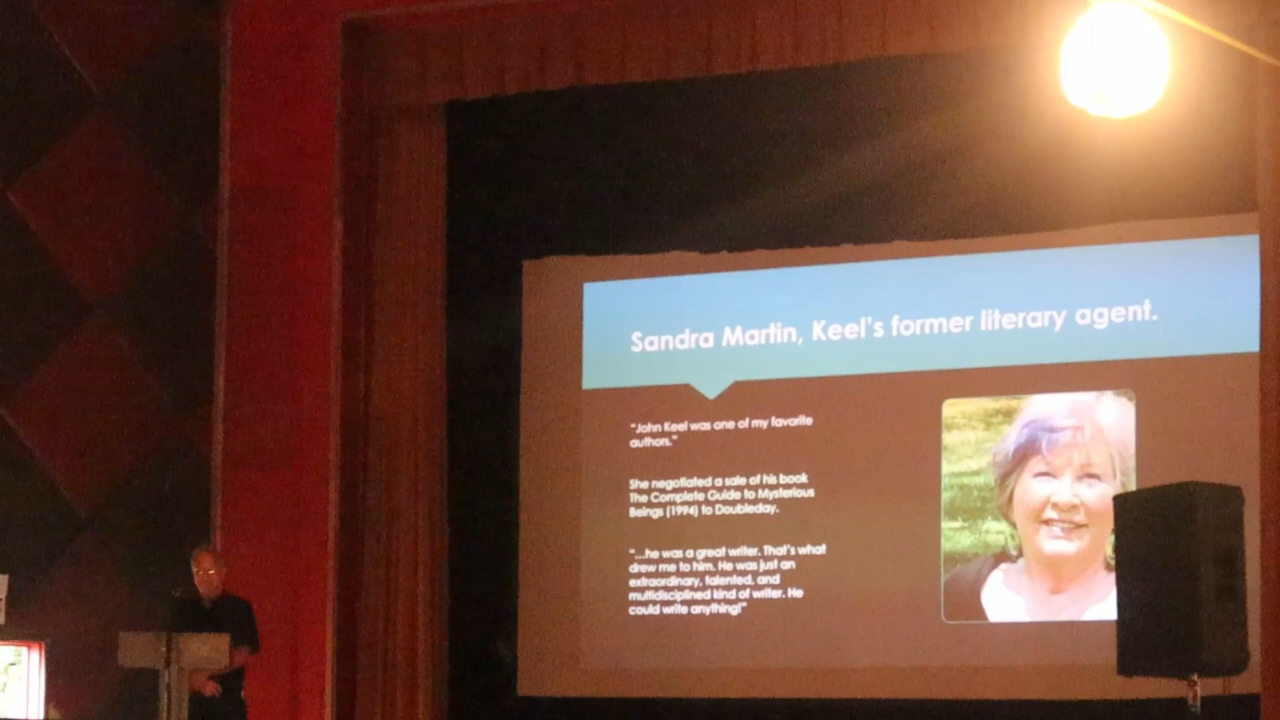 Sandra Martin, Keel's former literary agent.
"John Keel was one of my favorite
authors."
She negotiated a sale of his book
The Complete Guide to Mysterious
Beings (1994) to Doubleday.
"...he was a great writer. That's what
drew me to him. He was just an
extraordinary, talented, and
multidisciplined kind of writer. He
could write anything!"